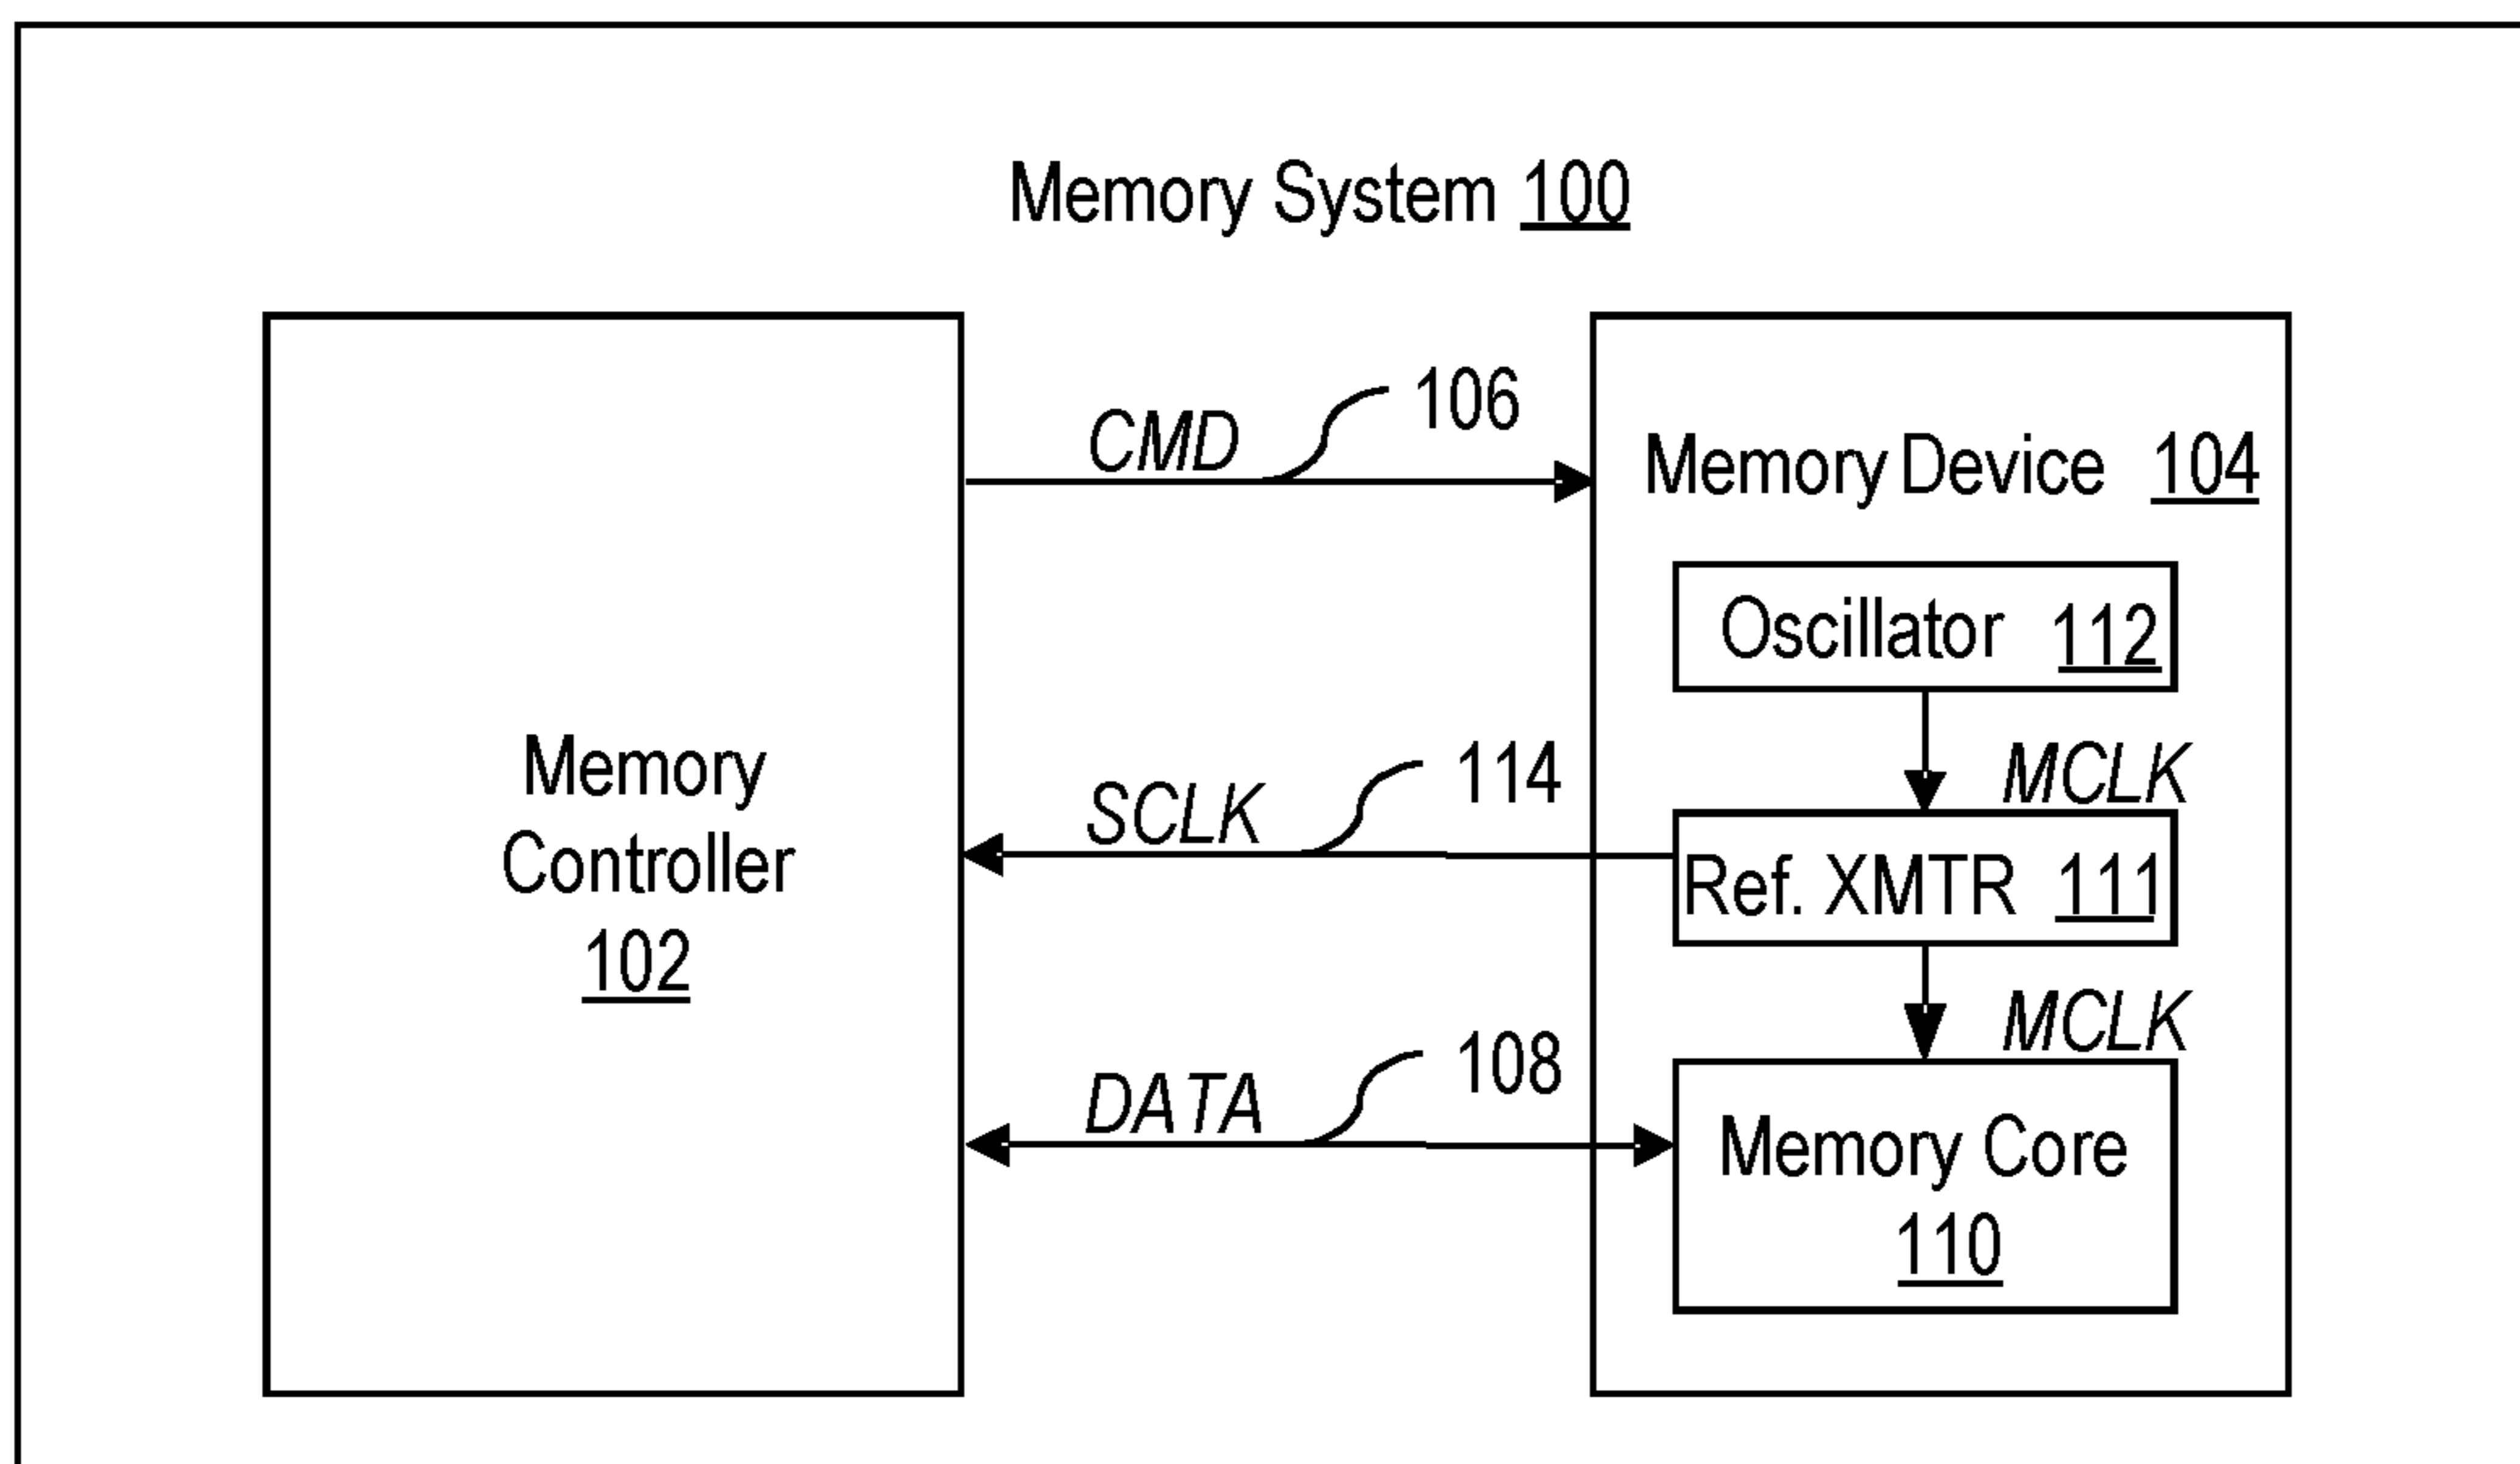 Memory System 100
CMD
106
Memory Device 104
Oscillator 112
MCLK
Memory
Controller
102
SCLK
114
Ref. XMTR 111
MCLK
DATA
108
Memory Core
110